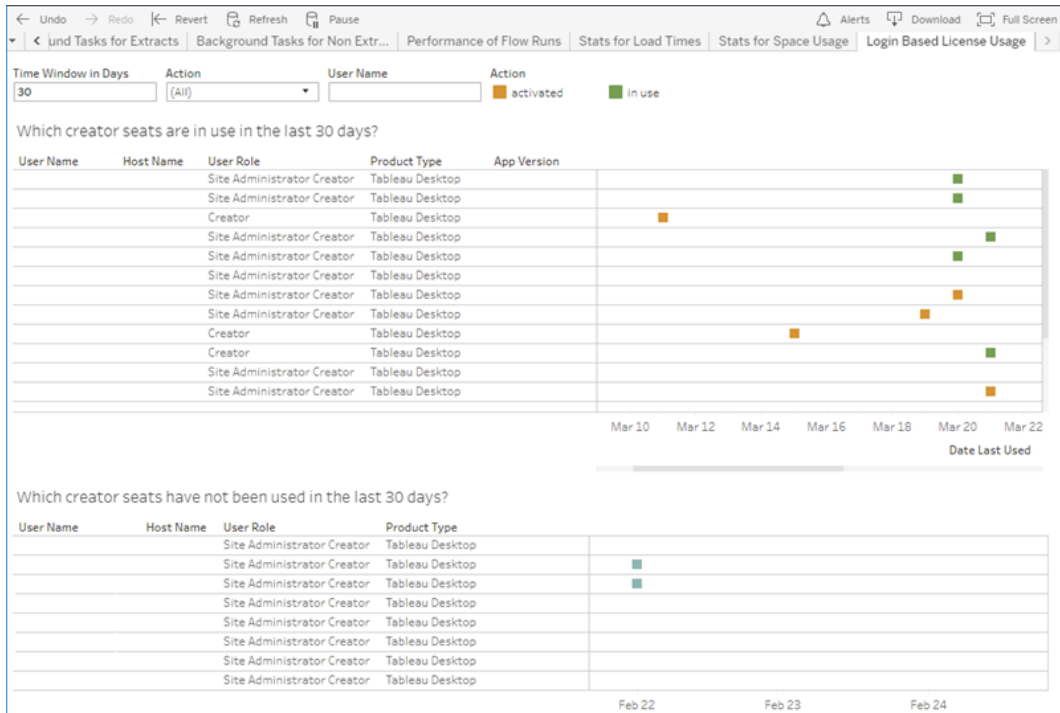 Undo Redo Revert Refresh Pause Alerts Download Full Screen
und Tasks for Extracts Background Tasks for Non Extr... Performance of Flow Runs Stats for Load Times Stats for Space Usage Login Based License Usage
Time Window in Days Action User Name Action
30 (All) activated in use
Which creator seats are in use in the last 30 days?
User Name Host Name User Role Product Type App Version
Site Administrator Creator Tableau Desktop
Site Administrator Creator Tableau Desktop
Creator Tableau Desktop
Site Administrator Creator Tableau Desktop
Site Administrator Creator Tableau Desktop
Site Administrator Creator Tableau Desktop
Site Administrator Creator Tableau Desktop
Site Administrator Creator Tableau Desktop
Creator Tableau Desktop
Creator Tableau Desktop
Site Administrator Creator Tableau Desktop
Site Administrator Creator Tableau Desktop
Mar 10 Mar 12 Mar 14 Mar 16 Mar 18 Mar 20 Mar 22
Date Last Used
Which creator seats have not been used in the last 30 days?
User Name Host Name User Role Product Type
Site Administrator Creator Tableau Desktop
Site Administrator Creator Tableau Desktop
Site Administrator Creator Tableau Desktop
Site Administrator Creator Tableau Desktop
Site Administrator Creator Tableau Desktop
Site Administrator Creator Tableau Desktop
Site Administrator Creator Tableau Desktop
Site Administrator Creator Tableau Desktop
Feb 22 Feb 23 Feb 24